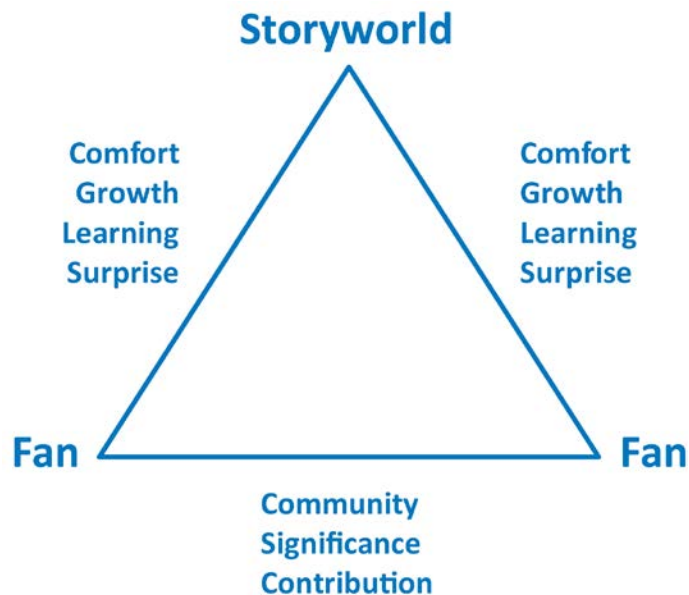 Storyworld
Comfort
Growth
Learning
Surprise
Comfort
Growth
Learning
Surprise
Fan
Fan
Community
Significance
Contribution